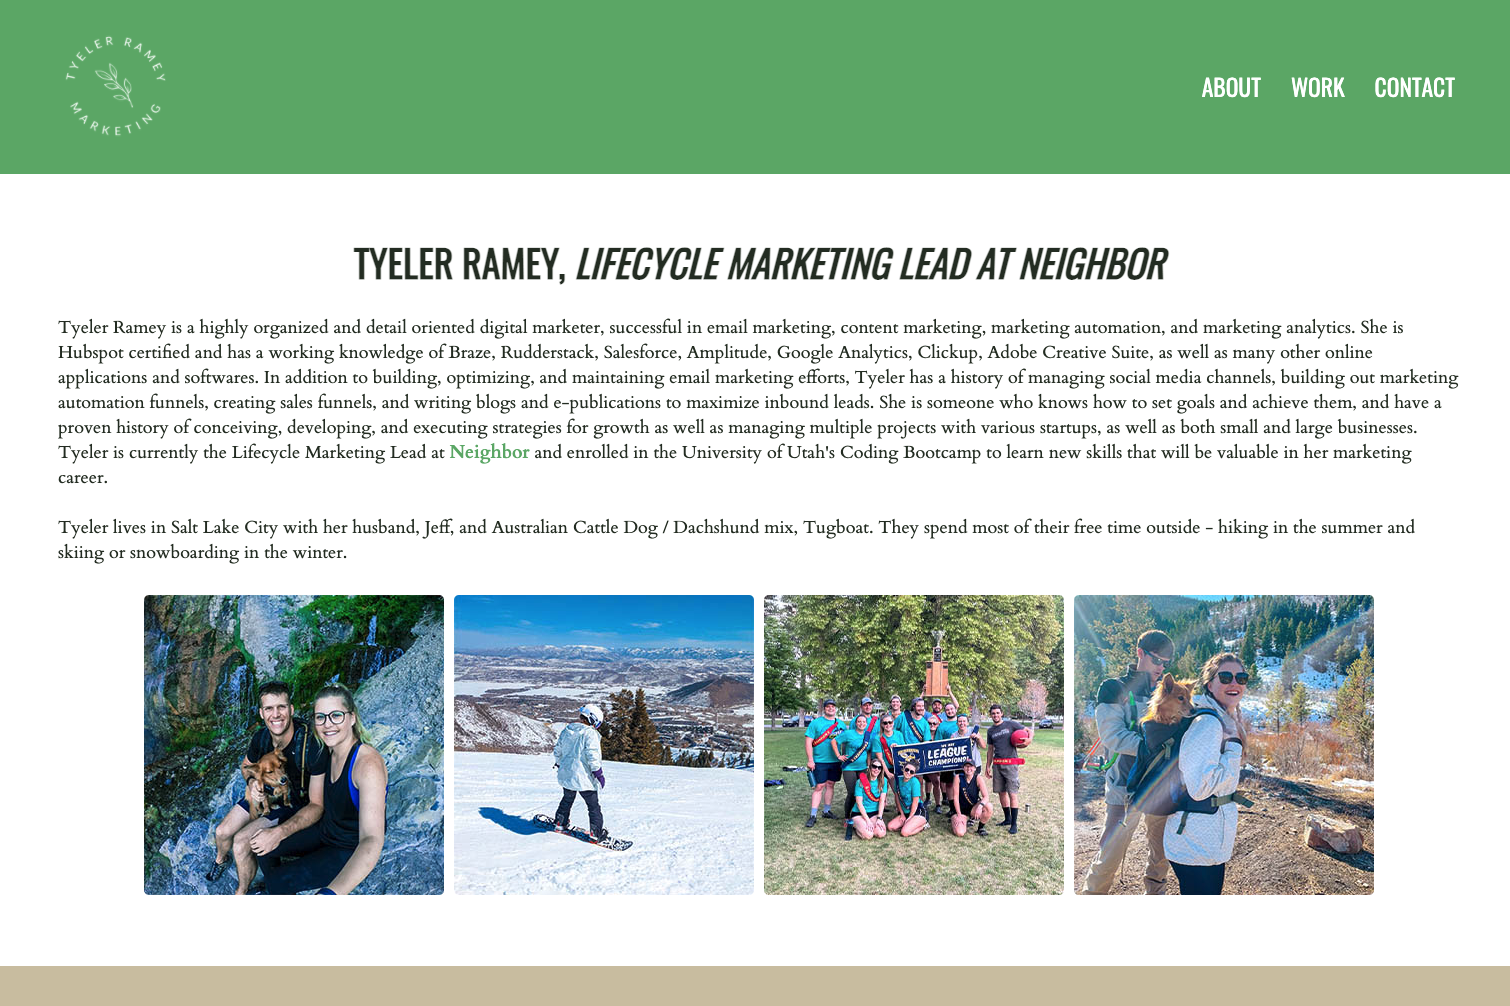 TYELER RAMEY
MARKETING
ABOUT WORK CONTACT
TYELER RAMEY, LIFECYCLE MARKETING LEAD AT NEIGHBOR
Tyeler Ramey is a highly organized and detail oriented digital marketer, successful in email marketing, content marketing, marketing automation, and marketing analytics. She is
Hubspot certified and has a working knowledge of Braze, Rudderstack, Salesforce, Amplitude, Google Analytics, Clickup, Adobe Creative Suite, as well as many other online
applications and softwares. In addition to building, optimizing, and maintaining email marketing efforts, Tyeler has a history of managing social media channels, building out marketing
automation funnels, creating sales funnels, and writing blogs and e-publications to maximize inbound leads. She is someone who knows how to set goals and achieve them, and have a
proven history of conceiving, developing, and executing strategies for growth as well as managing multiple projects with various startups, as well as both small and large businesses.
Tyeler is currently the Lifecycle Marketing Lead at Neighbor and enrolled in the University of Utah's Coding Bootcamp to learn new skills that will be valuable in her marketing
career.
Tyeler lives in Salt Lake City with her husband, Jeff, and Australian Cattle Dog / Dachshund mix, Tugboat. They spend most of their free time outside - hiking in the summer and
skiing or snowboarding in the winter.
WE ARE
LEAGUE
CHAMPIONS!